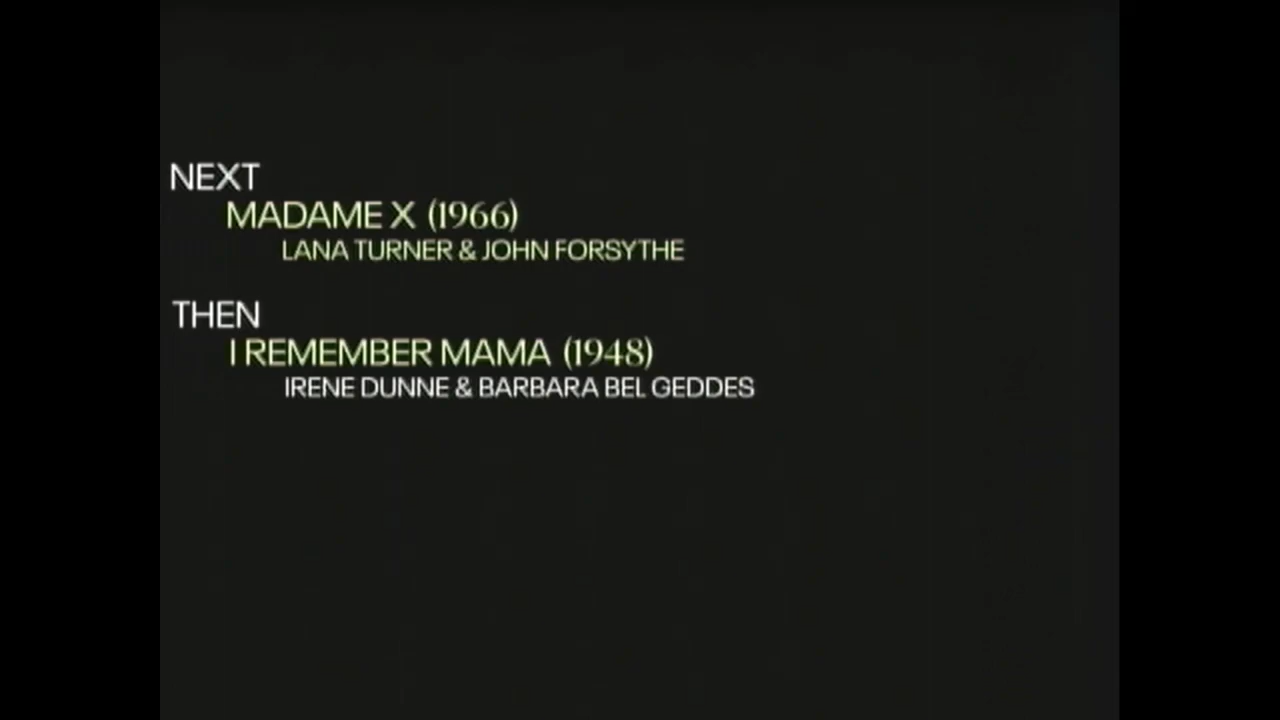 NEXT
MADAME X (1966)
LANA TURNER & JOHN FORSYTHE
THEN
I REMEMBER MAMA (1948)
IRENE DUNNE & BARBARA BEL GEDDES